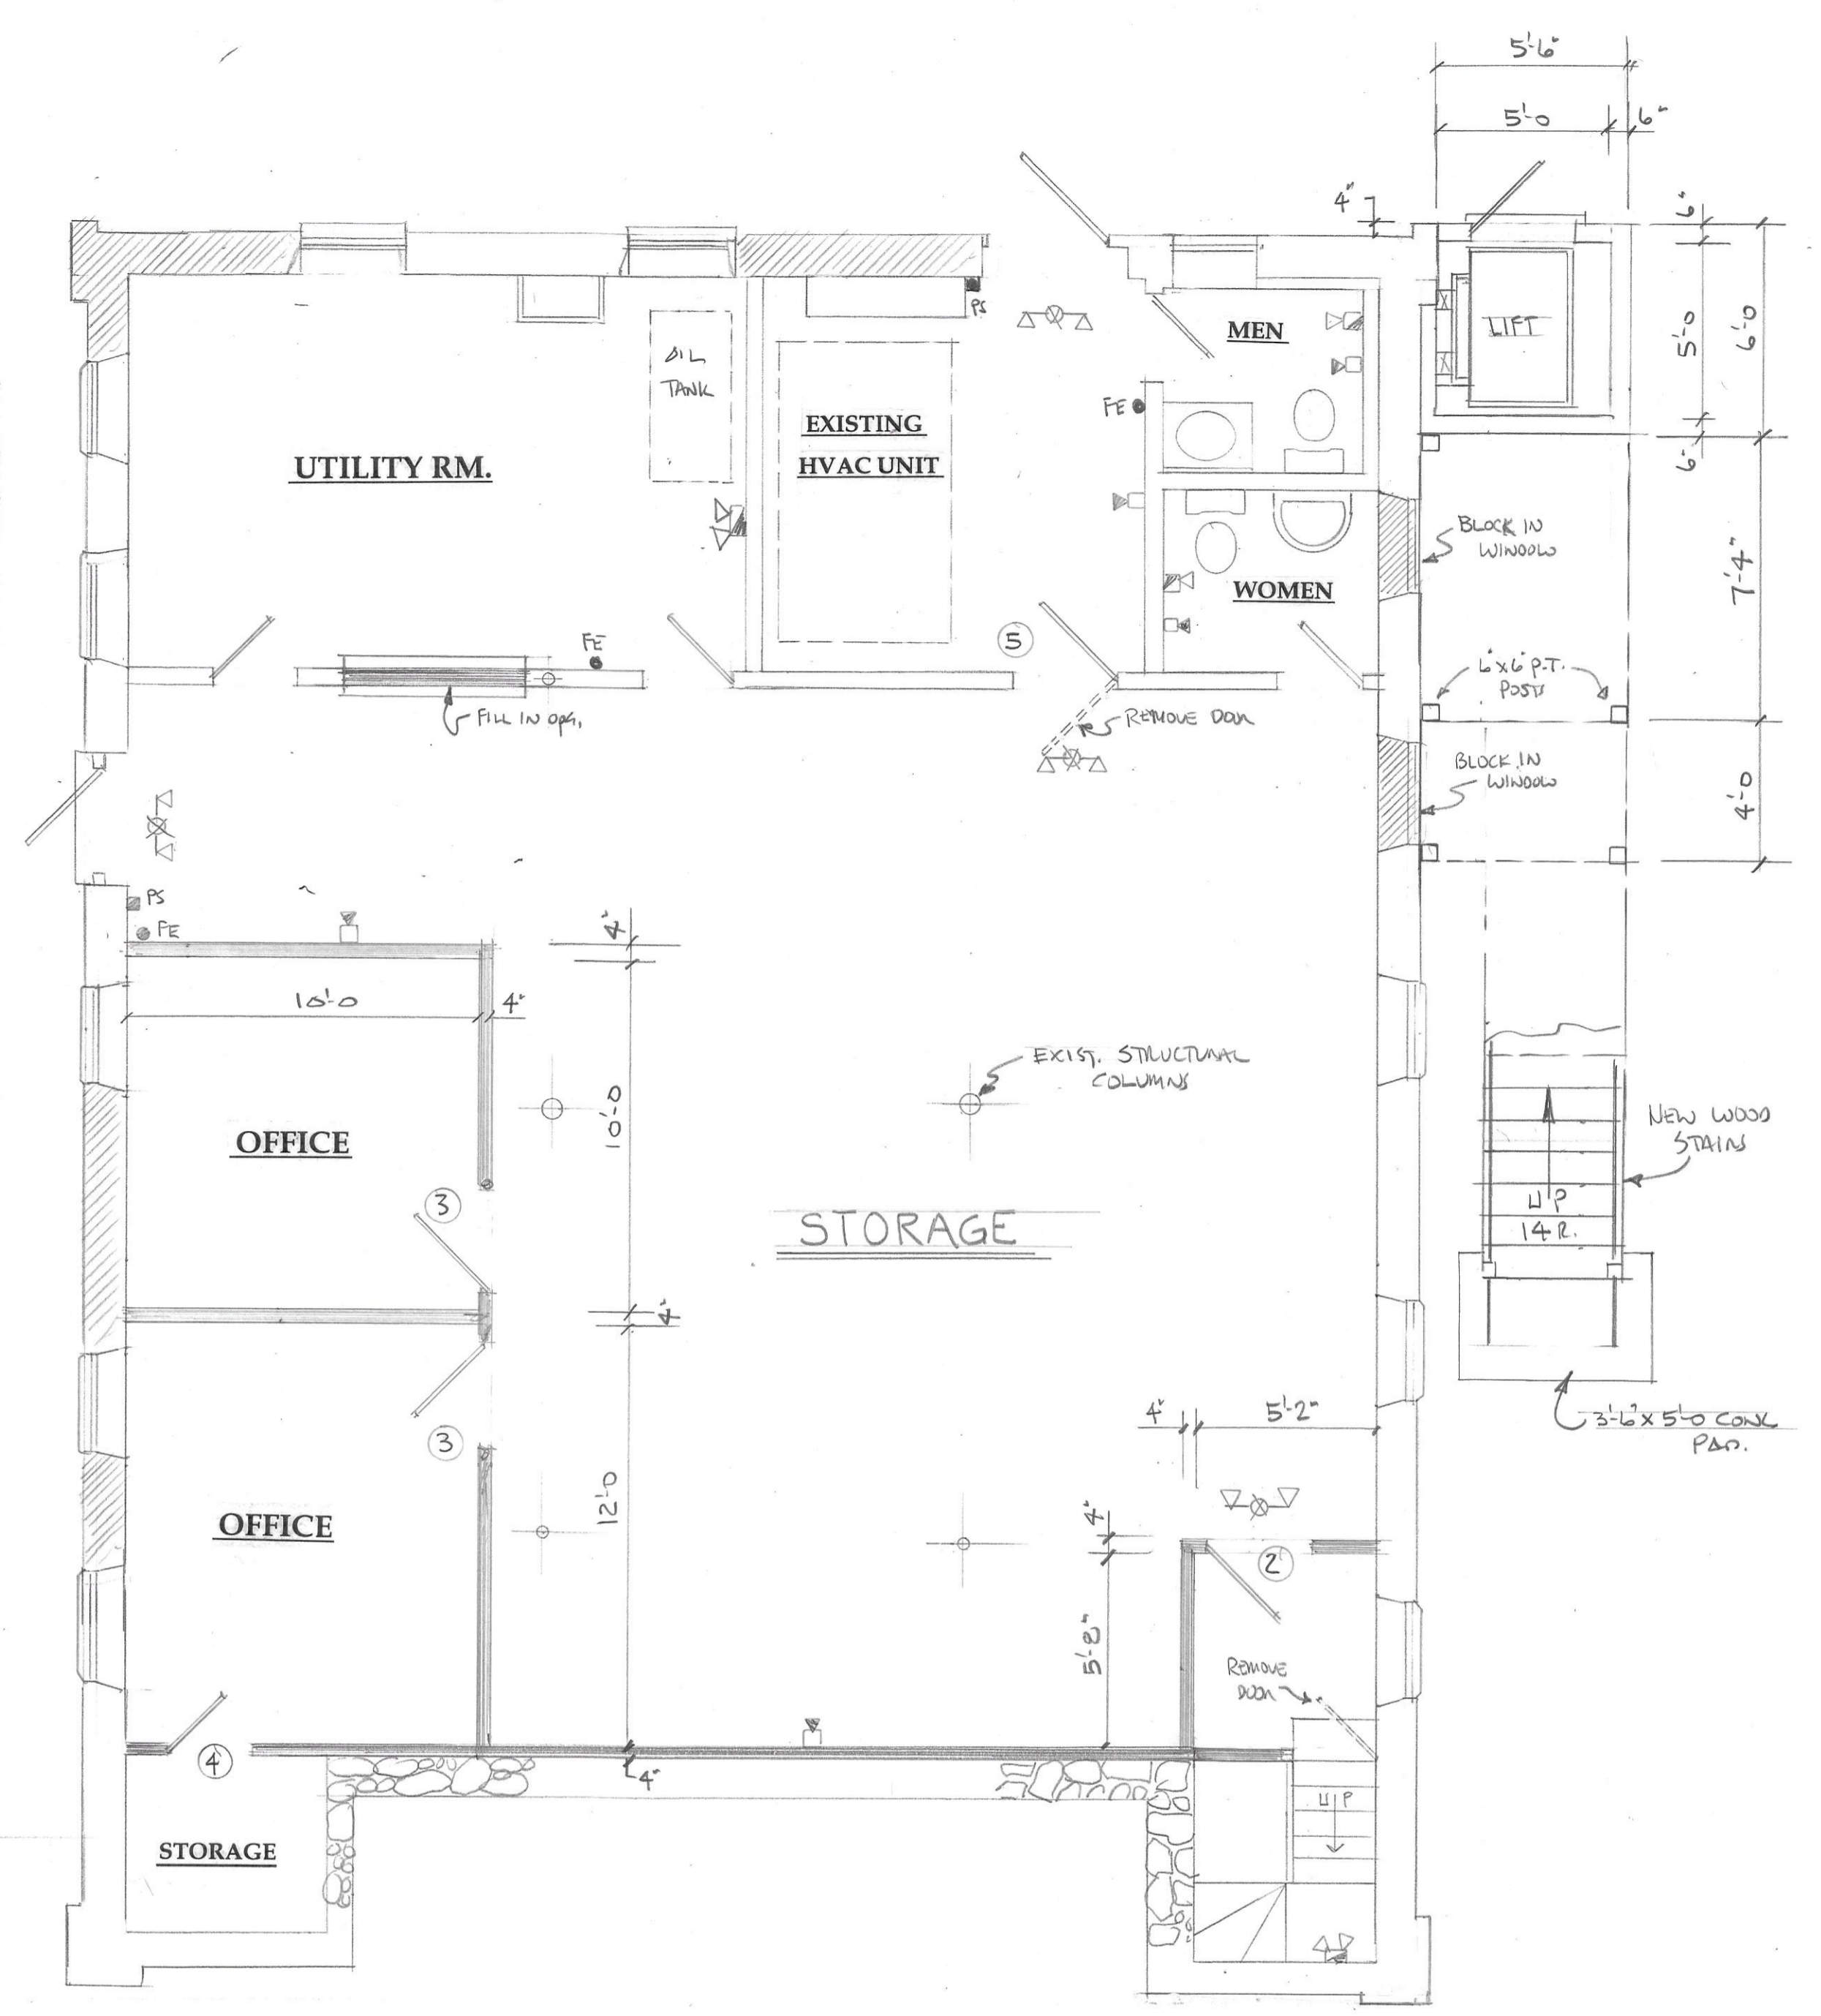 5'-6"
5'-0
6"
4"
6"
PS
MEN
LIFT
5'-0
6'-0
OIL
TANK
FE
EXISTING
HVAC UNIT
UTILITY RM.
6"
BLOCK IN
WINDOW
7'-4"
WOMEN
5
FE
6"x6" P.T.
POSTS
FILL IN OPG.
REMOVE DOOR
BLOCK IN
WINDOW
4'-0
PS
FE
4"
10'-0
4"
EXIST. STRUCTURAL
COLUMNS
10'-0
NEW WOOD
STAIRS
OFFICE
3
STORAGE
UP
14 R.
4"
4"
5'-2"
3'-6" x 5'-0 CONC
PAD.
3
12'-0
4"
OFFICE
2
5'-8"
REMOVE
DOOR
4
4"
UP
STORAGE